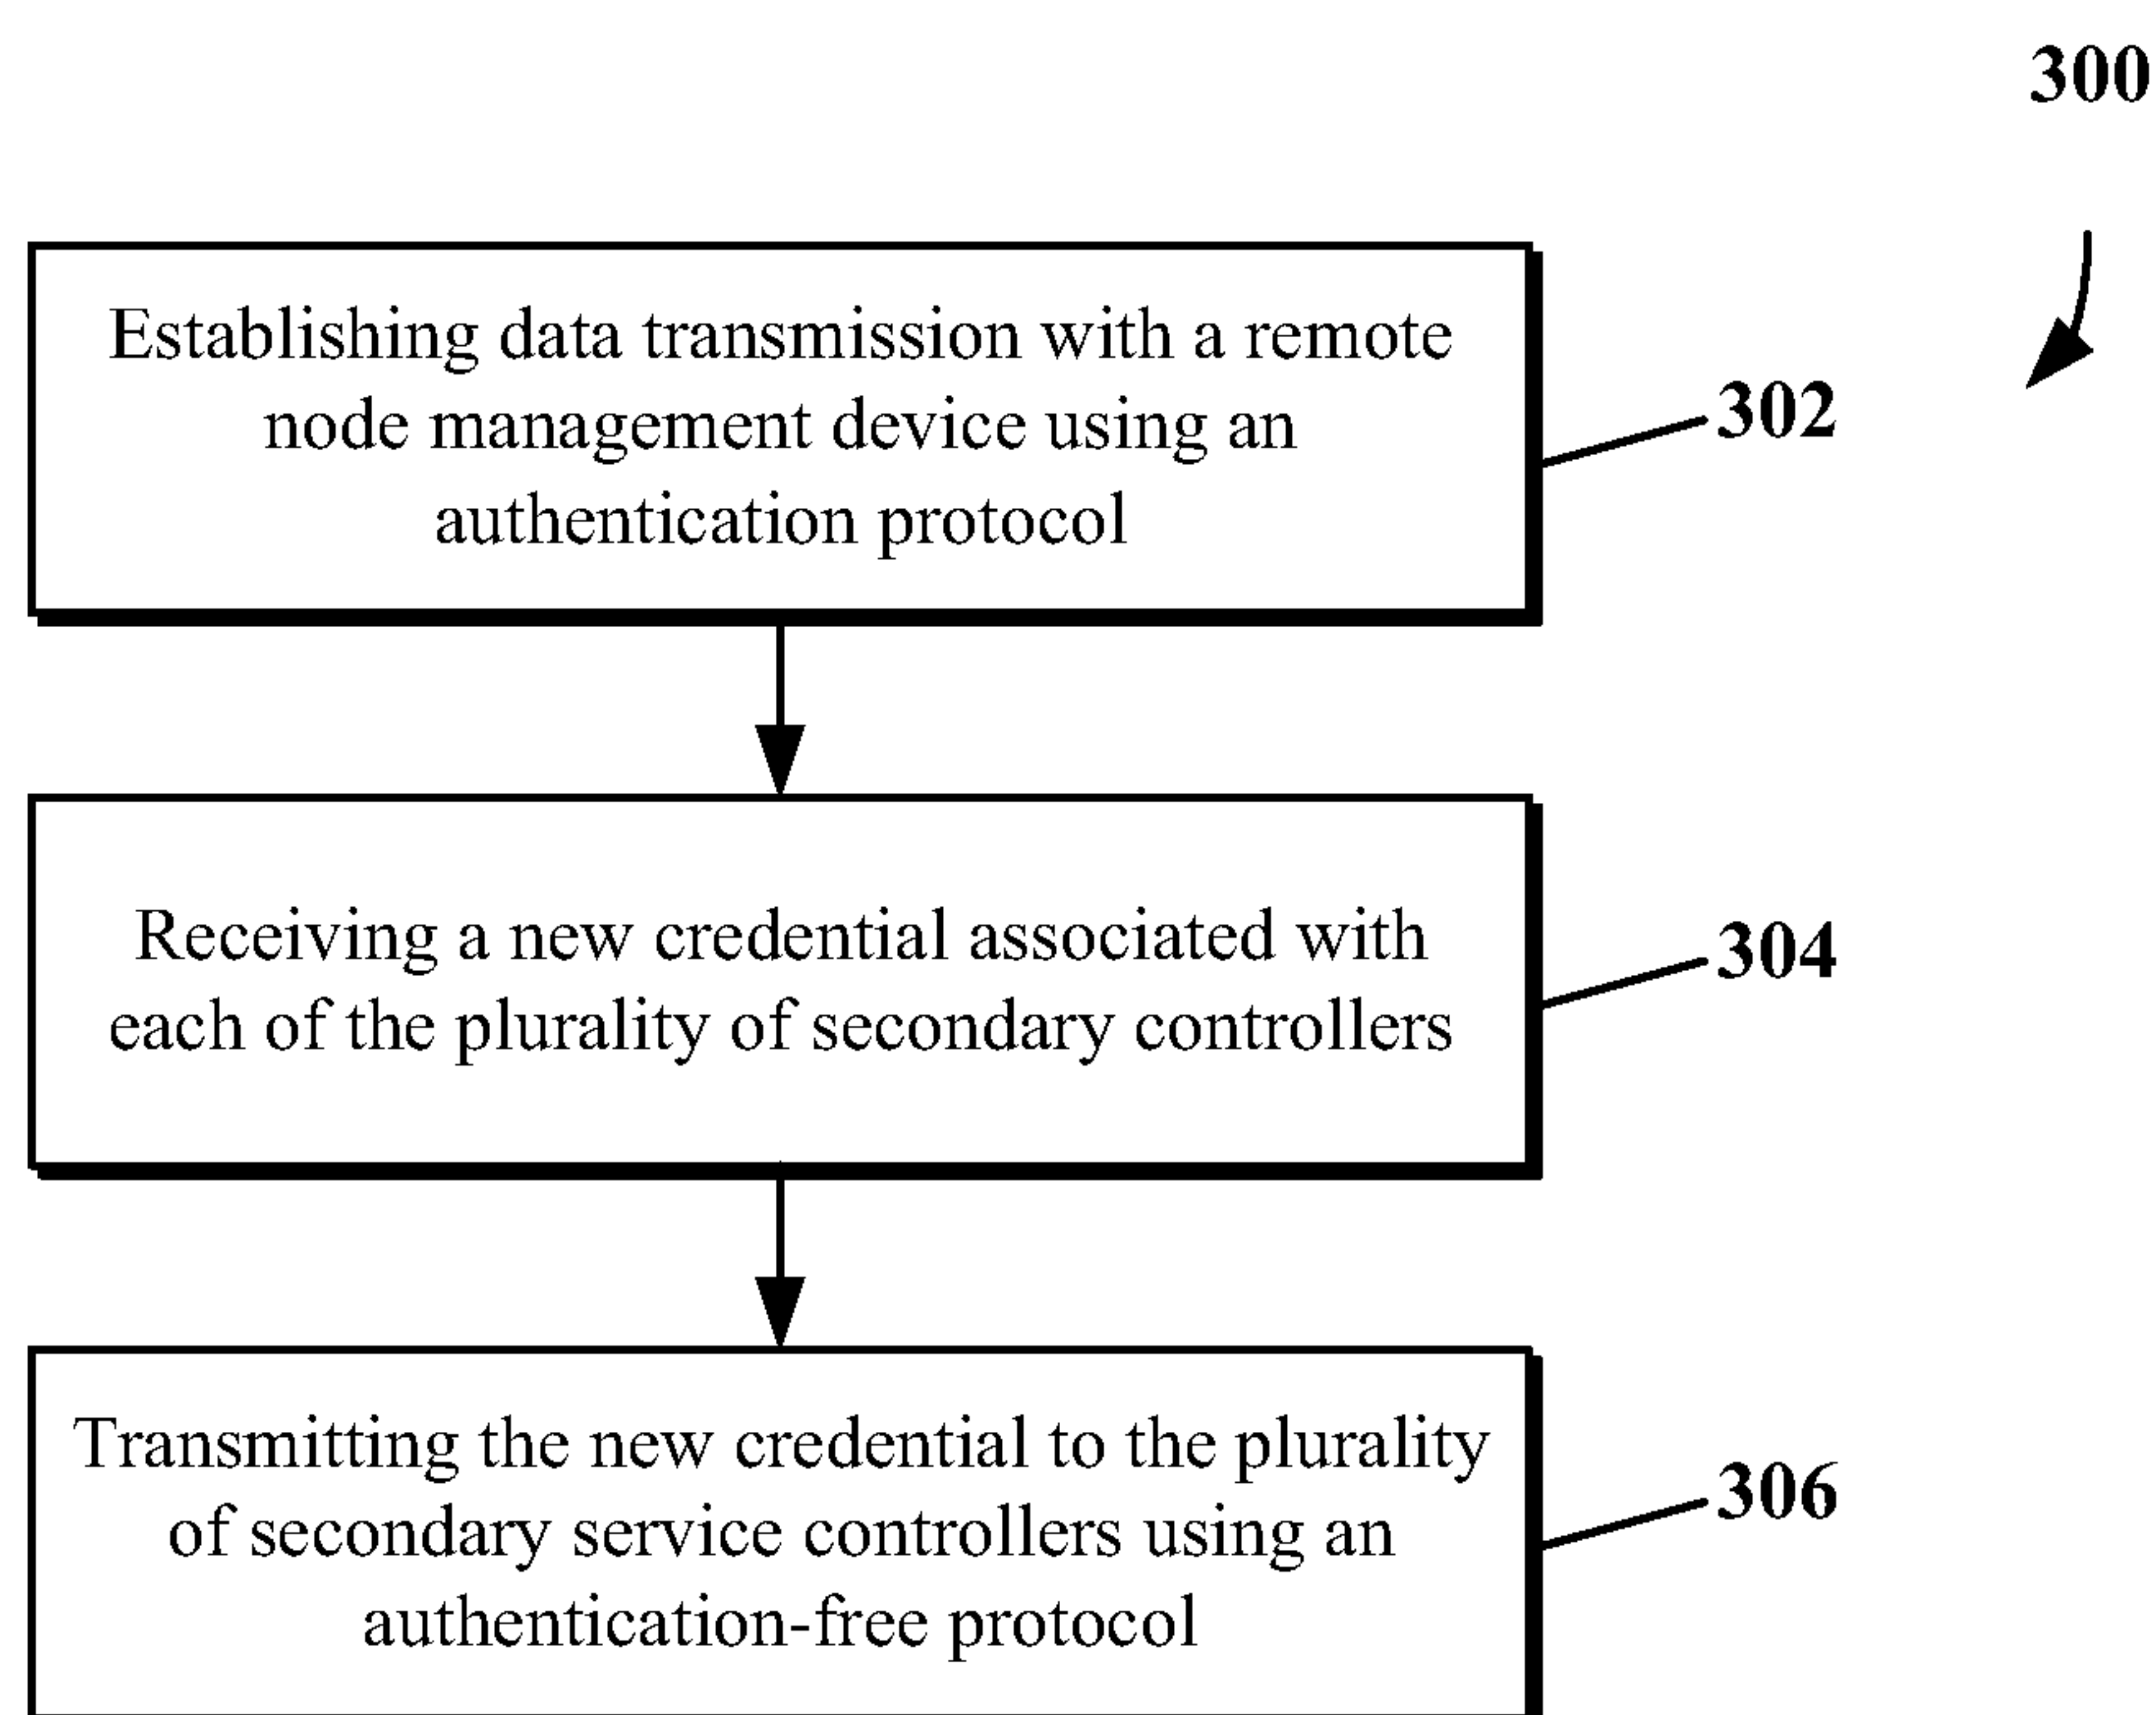 300
Establishing data transmission with a remote
node management device using an
authentication protocol
302
Receiving a new credential associated with
each of the plurality of secondary controllers
304
Transmitting the new credential to the plurality
of secondary service controllers using an
authentication-free protocol
306